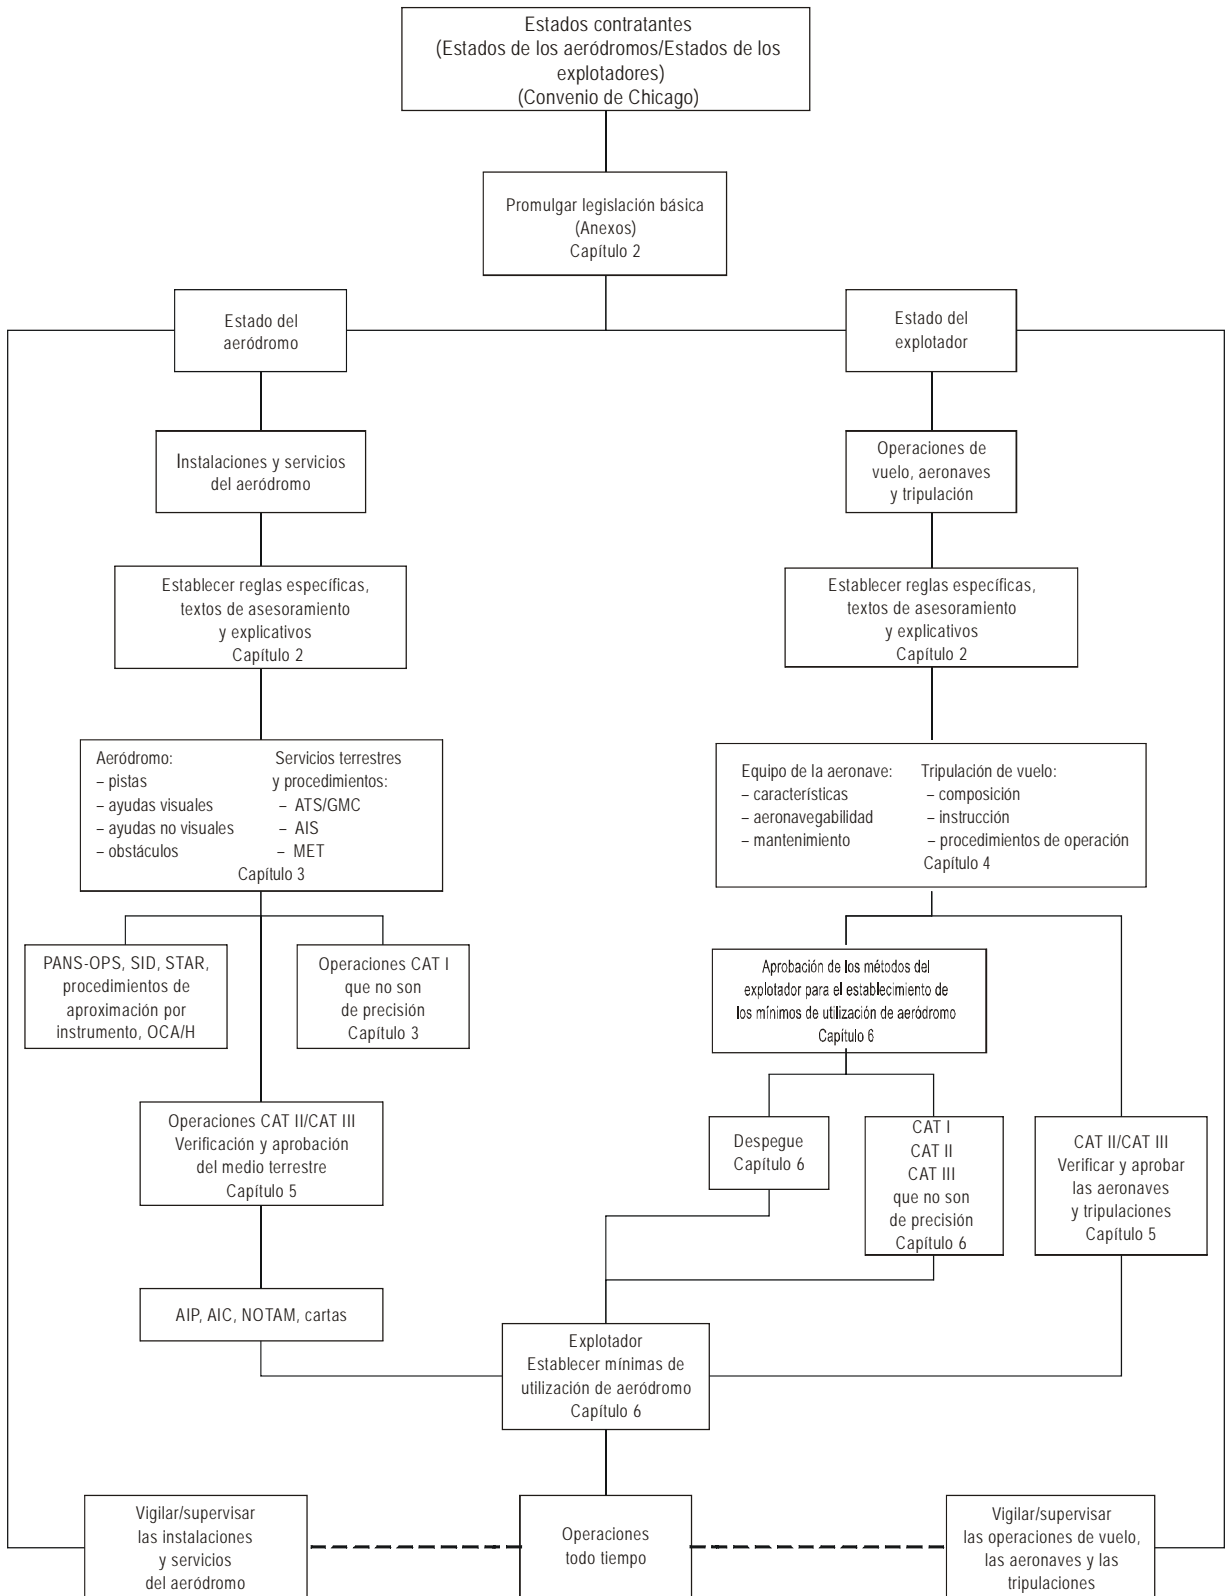 Estados contratantes
(Estados de los aeródromos/Estados de los
explotadores)
(Convenio de Chicago)
Promulgar legislación básica
(Anexos)
Capítulo 2
Estado del
aeródromo
Estado del
explotador
Instalaciones y servicios
del aeródromo
Operaciones de
vuelo, aeronaves
y tripulación
Establecer reglas específicas,
textos de asesoramiento
y explicativos
Capítulo 2
Establecer reglas específicas,
textos de asesoramiento
y explicativos
Capítulo 2
Aeródromo:
– pistas
– ayudas visuales
– ayudas no visuales
– obstáculos
Servicios terrestres
y procedimientos:
– ATS/GMC
– AIS
– MET
Capítulo 3
Equipo de la aeronave:
– características
– aeronavegabilidad
– mantenimiento
Tripulación de vuelo:
– composición
– instrucción
– procedimientos de operación
Capítulo 4
PANS-OPS, SID, STAR,
procedimientos de
aproximación por
instrumento, OCA/H
Operaciones CAT I
que no son
de precisión
Capítulo 3
Aprobación de los métodos del
explotador para el establecimiento de
los mínimos de utilización de aeródromo
Capítulo 6
Operaciones CAT II/CAT III
Verificación y aprobación
del medio terrestre
Capítulo 5
Despegue
Capítulo 6
CAT I
CAT II
CAT III
que no son
de precisión
Capítulo 6
CAT II/CAT III
Verificar y aprobar
las aeronaves
y tripulaciones
Capítulo 5
AIP, AIC, NOTAM, cartas
Explotador
Establecer mínimas de
utilización de aeródromo
Capítulo 6
Vigilar/supervisar
las instalaciones
y servicios
del aeródromo
Operaciones
todo tiempo
Vigilar/supervisar
las operaciones de vuelo,
las aeronaves y las
tripulaciones